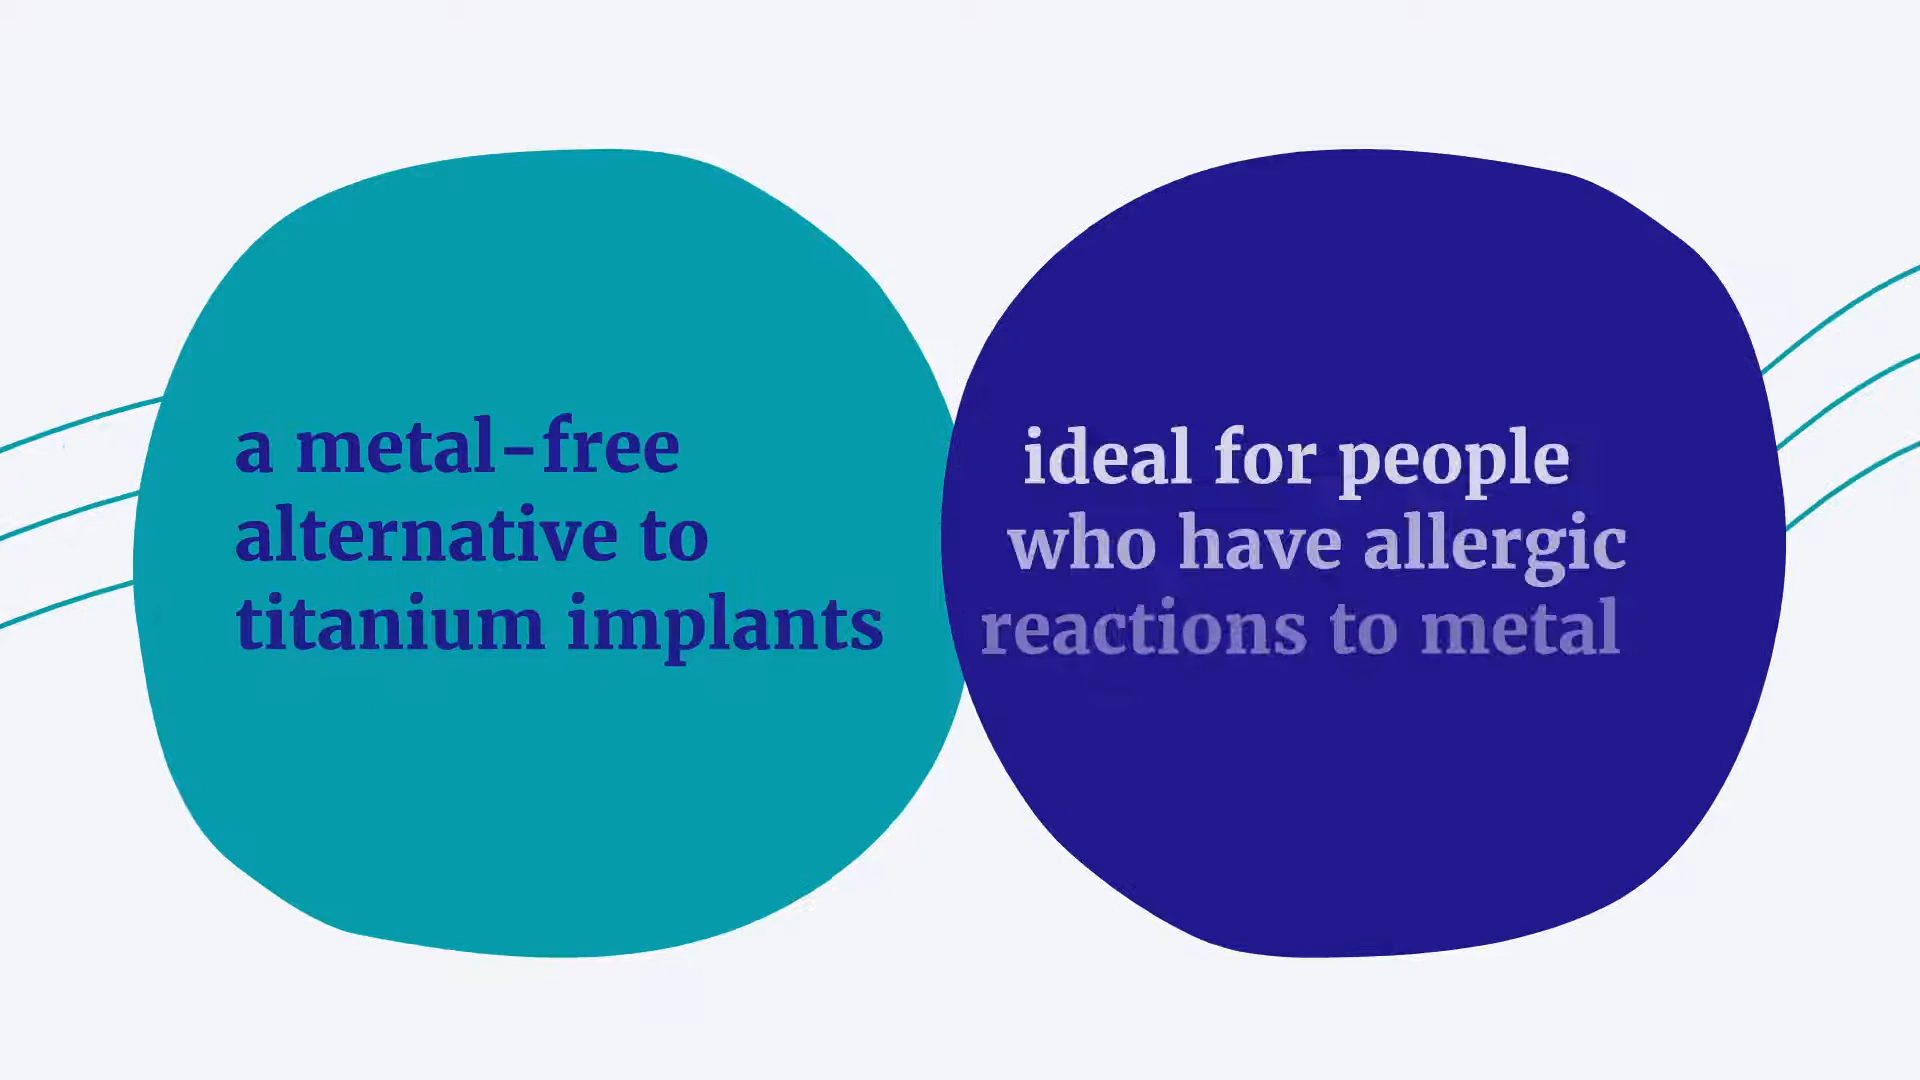 a metal-free
alternative to
titanium implants
ideal for people
who have allergic
reactions to metal